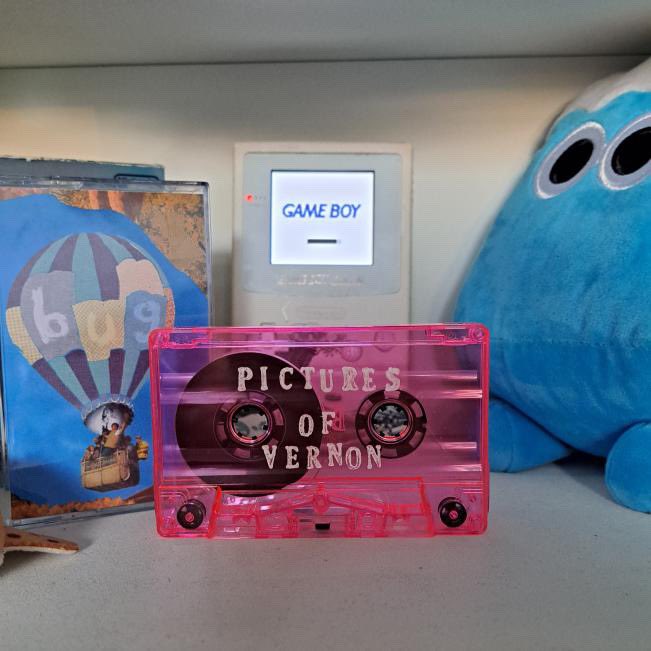 bug
GAME BOY
PICTURES
OF
VERNON